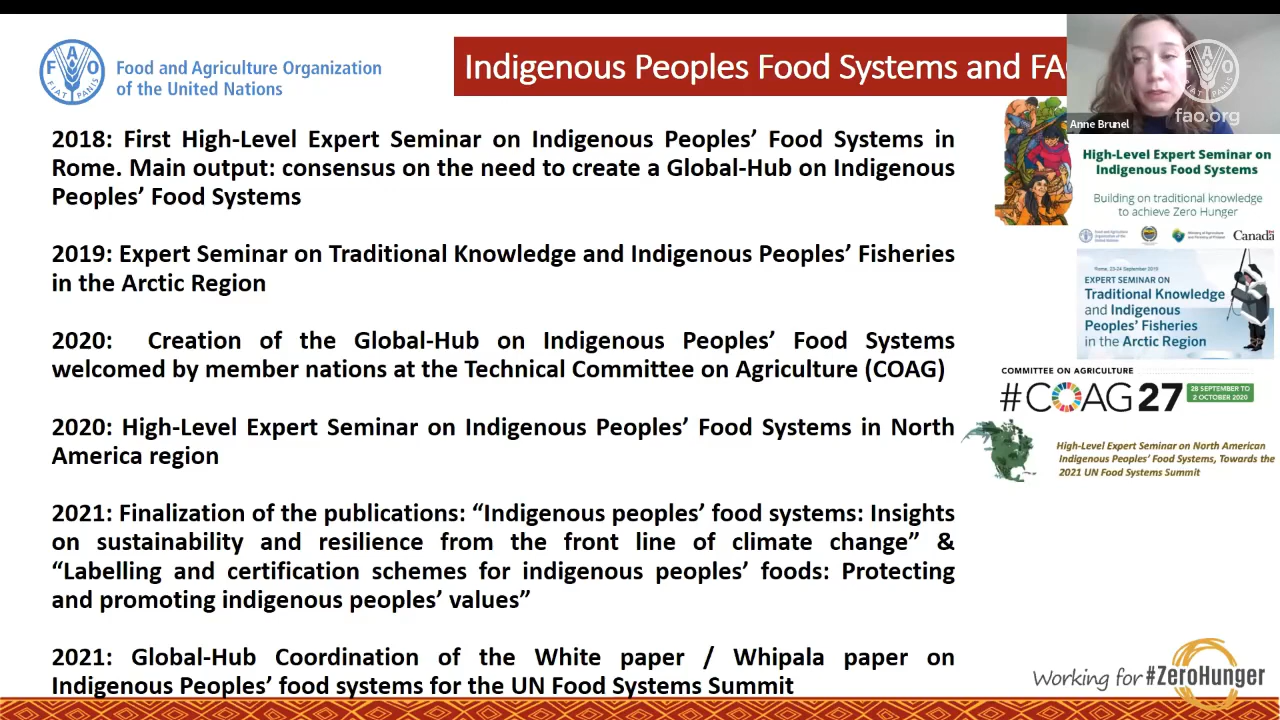 FAO
FIAT PANIS
Food and Agriculture Organization
of the United Nations
Indigenous Peoples Food Systems and FA
FAO
fao.org
Anne Brunel
2018: First High-Level Expert Seminar on Indigenous Peoples’ Food Systems in
Rome. Main output: consensus on the need to create a Global-Hub on Indigenous
Peoples’ Food Systems
2019: Expert Seminar on Traditional Knowledge and Indigenous Peoples’ Fisheries
in the Arctic Region
2020: Creation of the Global-Hub on Indigenous Peoples’ Food Systems
welcomed by member nations at the Technical Committee on Agriculture (COAG)
2020: High-Level Expert Seminar on Indigenous Peoples’ Food Systems in North
America region
2021: Finalization of the publications: “Indigenous peoples’ food systems: Insights
on sustainability and resilience from the front line of climate change” &
“Labelling and certification schemes for indigenous peoples’ foods: Protecting
and promoting indigenous peoples’ values”
2021: Global-Hub Coordination of the White paper / Whipala paper on
Indigenous Peoples’ food systems for the UN Food Systems Summit
High-Level Expert Seminar on
Indigenous Food Systems
Building on traditional knowledge
to achieve Zero Hunger
Canada
EXPERT SEMINAR ON
Traditional Knowledge
and Indigenous
Peoples’ Fisheries
in the Arctic Region
COMMITTEE ON AGRICULTURE
#COAG 27
28 SEPTEMBER TO
2 OCTOBER 2020
High-Level Expert Seminar on North American
Indigenous Peoples’ Food Systems, Towards the
2021 UN Food Systems Summit
Working for #ZeroHunger